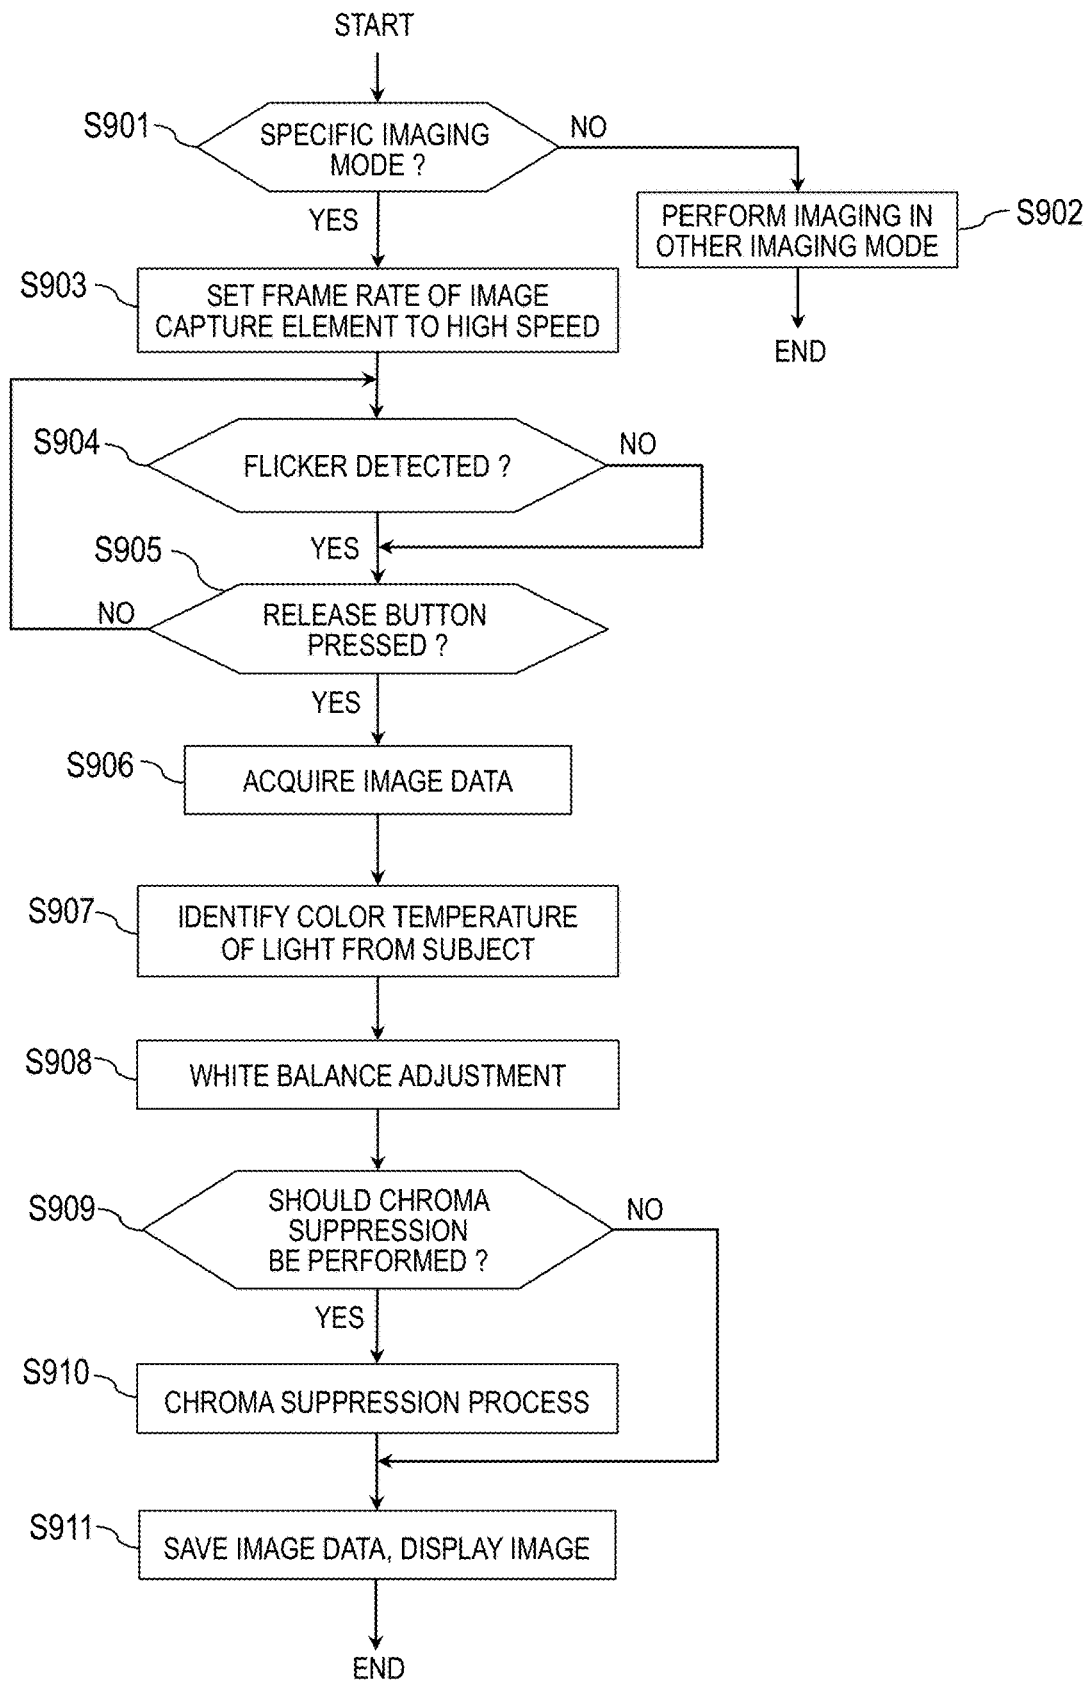 START
S901
SPECIFIC IMAGING
MODE ?
NO
YES
PERFORM IMAGING IN
OTHER IMAGING MODE
S902
END
S903
SET FRAME RATE OF IMAGE
CAPTURE ELEMENT TO HIGH SPEED
S904
FLICKER DETECTED ?
NO
YES
S905
RELEASE BUTTON
PRESSED ?
NO
YES
S906
ACQUIRE IMAGE DATA
S907
IDENTIFY COLOR TEMPERATURE
OF LIGHT FROM SUBJECT
S908
WHITE BALANCE ADJUSTMENT
S909
SHOULD CHROMA
SUPPRESSION
BE PERFORMED ?
NO
YES
S910
CHROMA SUPPRESSION PROCESS
S911
SAVE IMAGE DATA, DISPLAY IMAGE
END